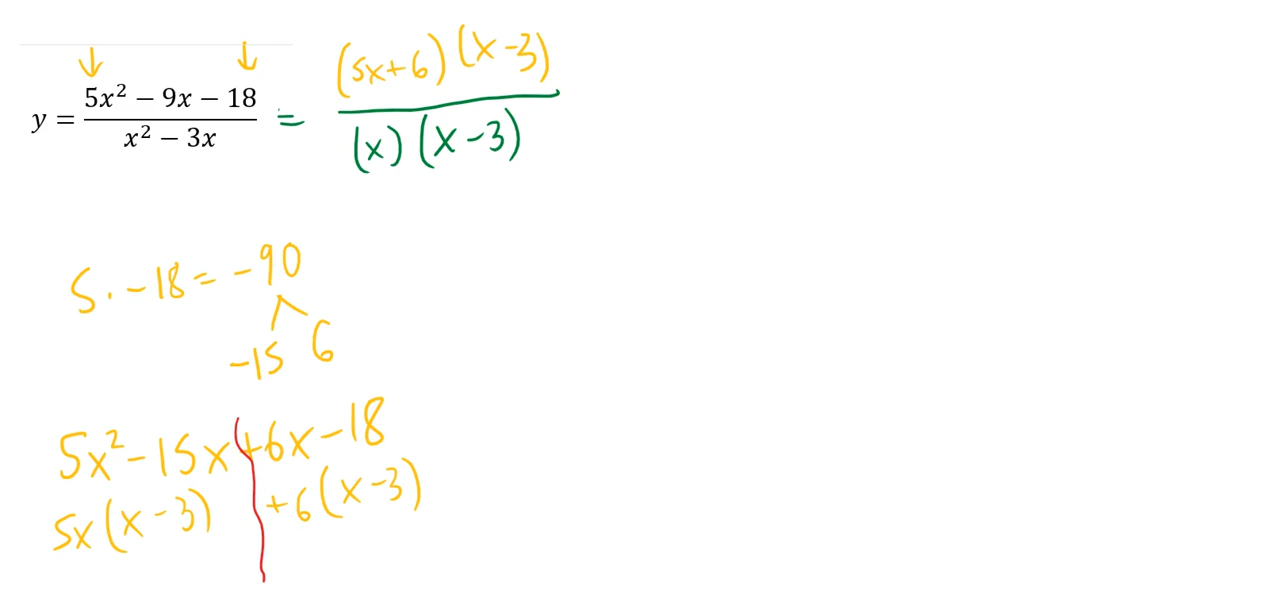 y = (5x² − 9x − 18)/(x² − 3x) = ((5x+6)(x−3))/((x)(x−3))
5 · −18 = −90
−15 6
5x² − 15x + 6x − 18
5x(x−3) + 6(x−3)